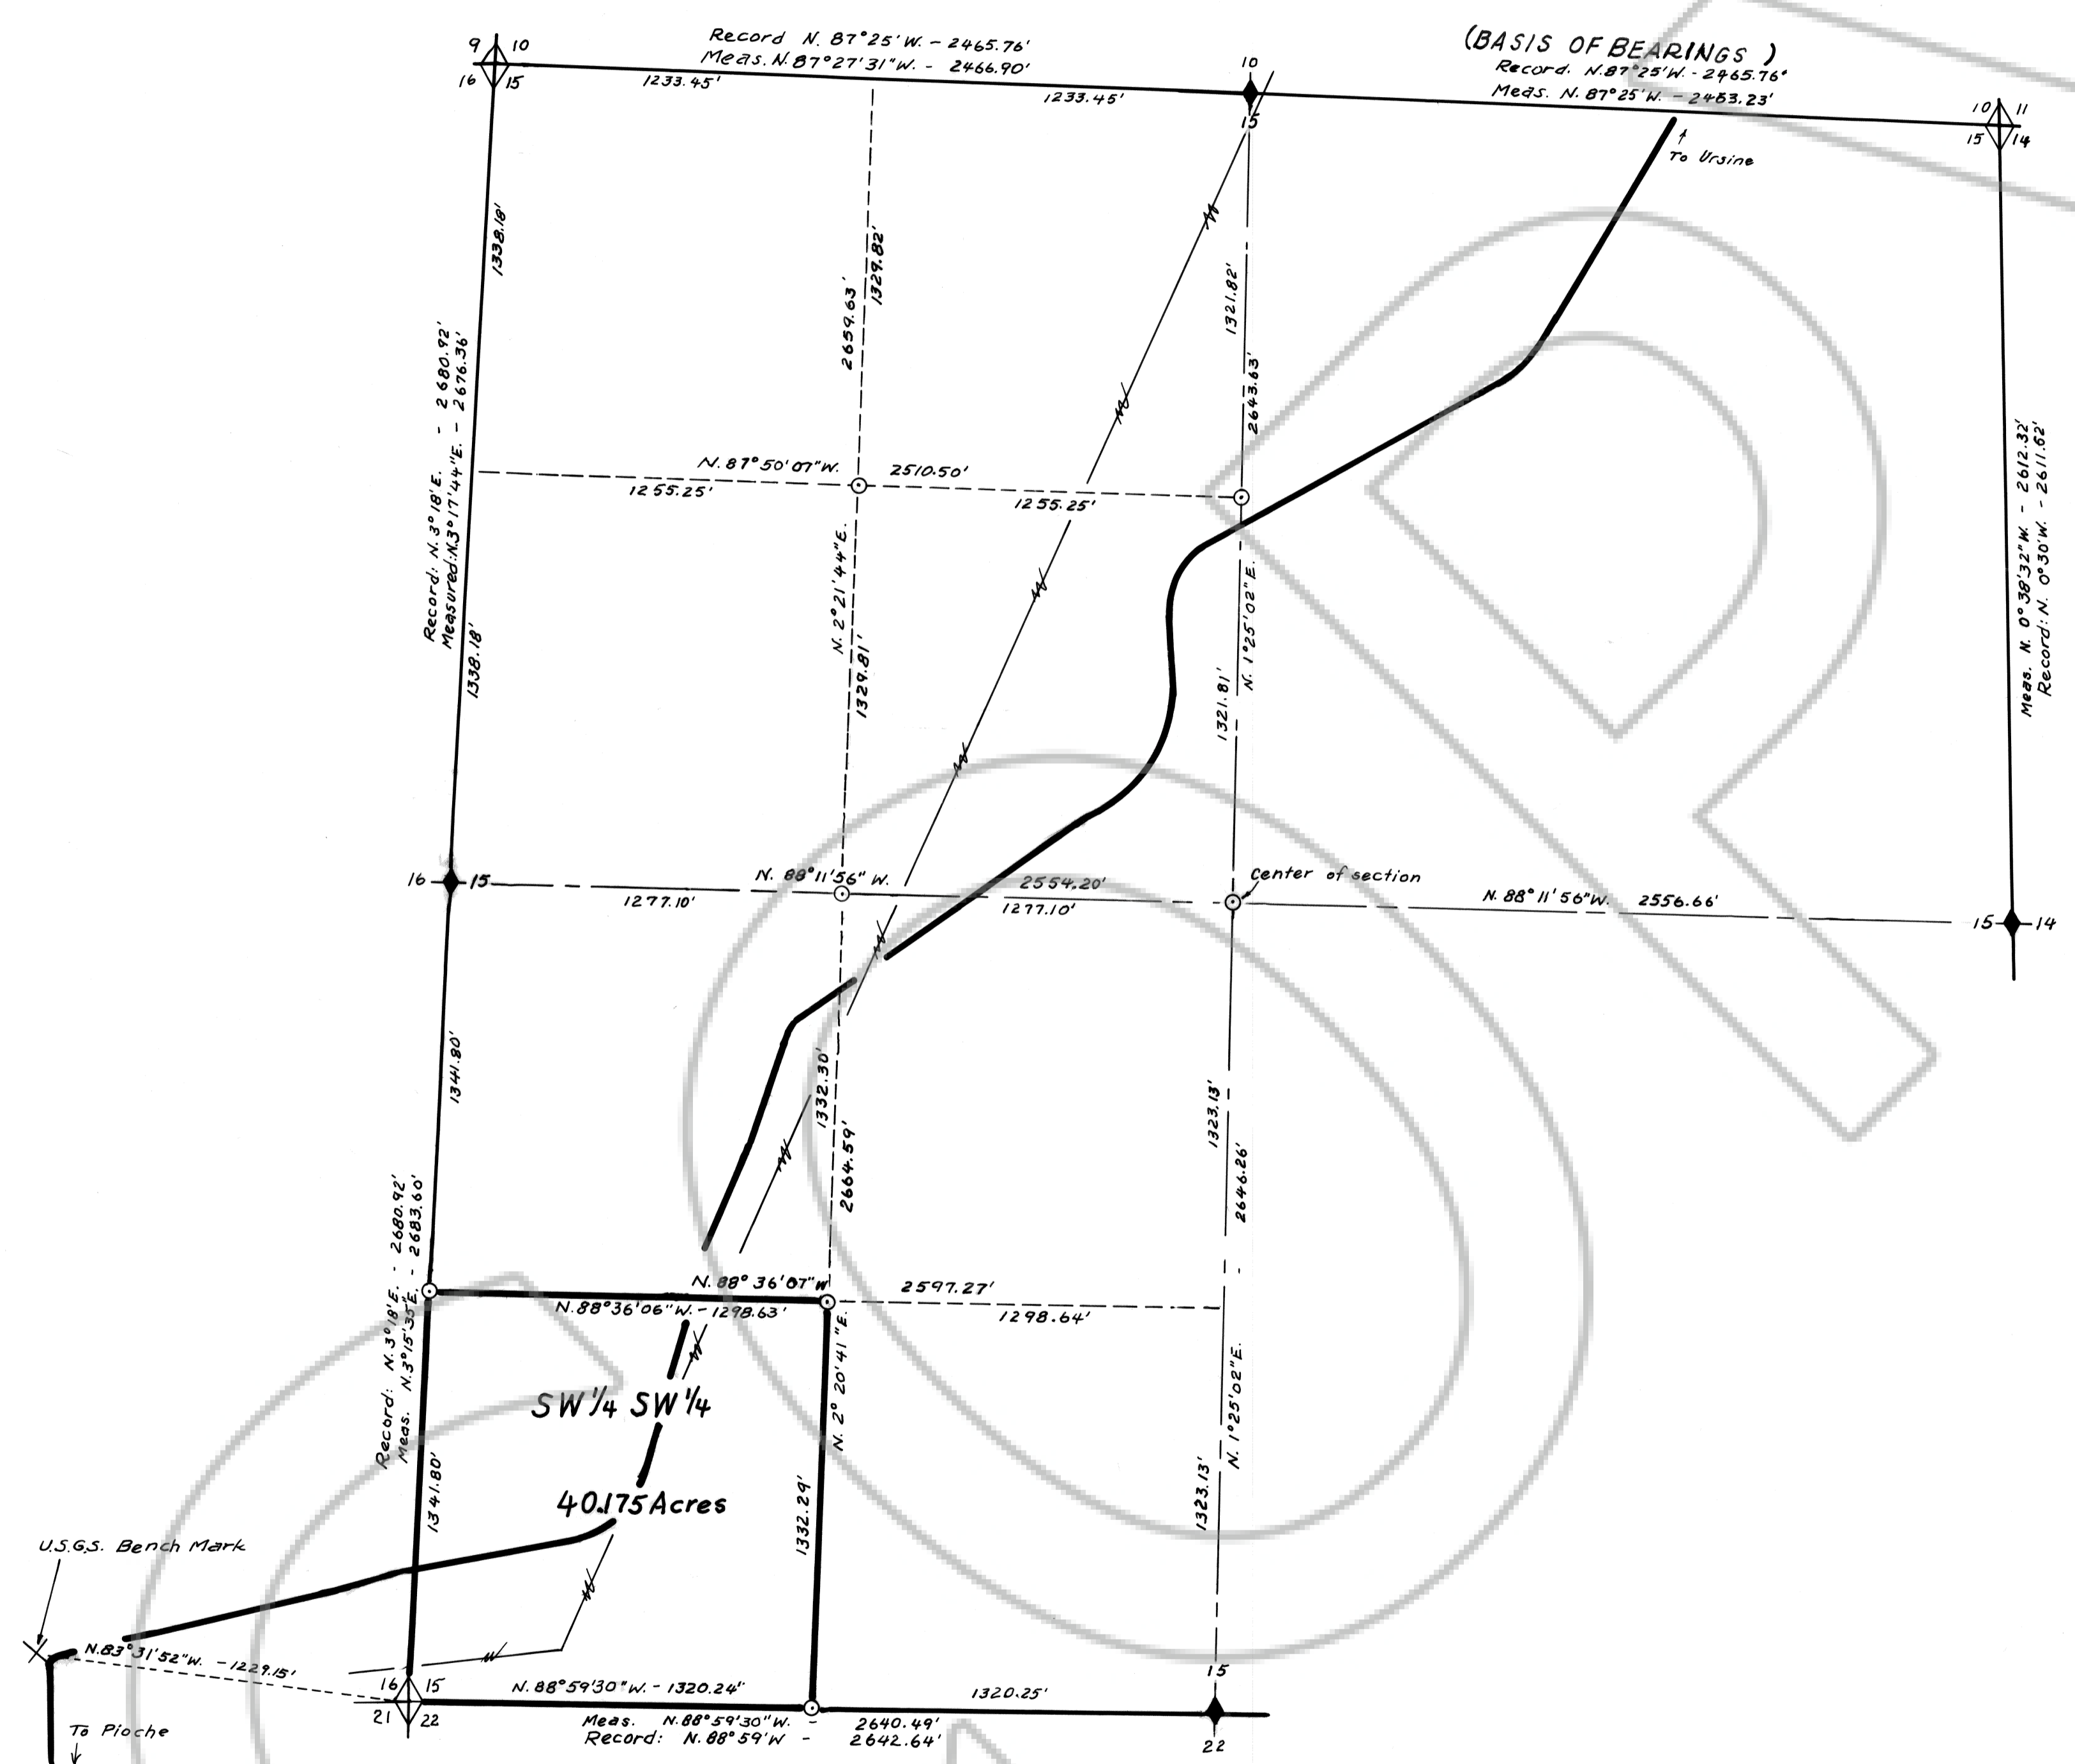 (BASIS OF BEARINGS )
Record N. 87°25' W. - 2465.76'
Meas. N. 87°27'31" W. - 2466.90'
1233.45'
1233.45'
Record. N. 87°25' W. - 2465.76'
Meas. N. 87°25' W. - 2463.23'
9 10
16 15
10
15
10 11
15 14
To Ursine
1338.18'
2659.63'
1329.82'
1321.82'
2643.63'
Record: N. 3° 18' E. - 2680.92'
Measured: N. 3° 17' 44" E. - 2676.36'
Meas. N. 0° 38' 32" W. - 2612.32'
Record: N. 0° 30' W. - 2611.62'
N. 87° 50' 07" W. 2510.50'
1255.25'
1255.25'
N. 2° 21' 44" E.
1329.81'
N. 1° 25' 02" E.
1321.81'
1338.18'
16 15
N. 88° 11' 56" W. 2554.20'
1277.10'
1277.10'
Center of section
N. 88° 11' 56" W. 2556.66'
15 14
1341.80'
1332.30'
2664.59'
1323.13'
2646.26'
Record: N. 3° 18' E. - 2680.92'
Meas. N. 3° 15' 35" E. - 2683.60'
N. 88° 36' 07" W 2597.27'
N. 88° 36' 06" W. - 1298.63'
1298.64'
N. 2° 20' 41" E.
N. 1° 25' 02" E.
SW 1/4 SW 1/4
40.175 Acres
1341.80'
1332.29'
1323.13'
U.S.G.S. Bench Mark
N. 83° 31' 52" W. - 1229.15'
To Pioche
16 15
21 22
N. 88° 59' 30" W. - 1320.24"
1320.25'
15
22
Meas. N. 88° 59' 30" W. - 2640.49'
Record: N. 88° 59' W - 2642.64'